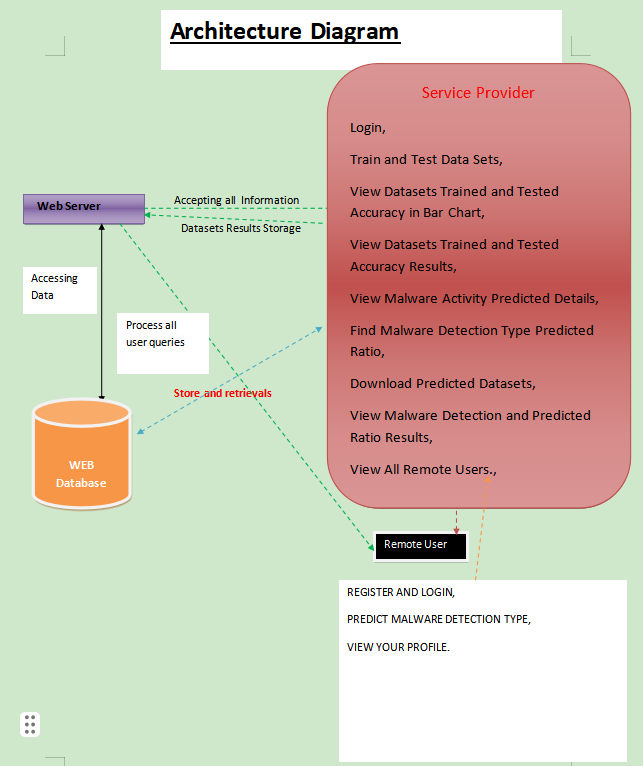 Architecture Diagram
Service Provider
Login,
Train and Test Data Sets,
View Datasets Trained and Tested
Accuracy in Bar Chart,
View Datasets Trained and Tested
Accuracy Results,
View Malware Activity Predicted Details,
Find Malware Detection Type Predicted
Ratio,
Download Predicted Datasets,
View Malware Detection and Predicted
Ratio Results,
View All Remote Users.,
Web Server
Accepting all Information
Datasets Results Storage
Accessing
Data
Process all
user queries
Store and retrievals
WEB
Database
Remote User
REGISTER AND LOGIN,
PREDICT MALWARE DETECTION TYPE,
VIEW YOUR PROFILE.